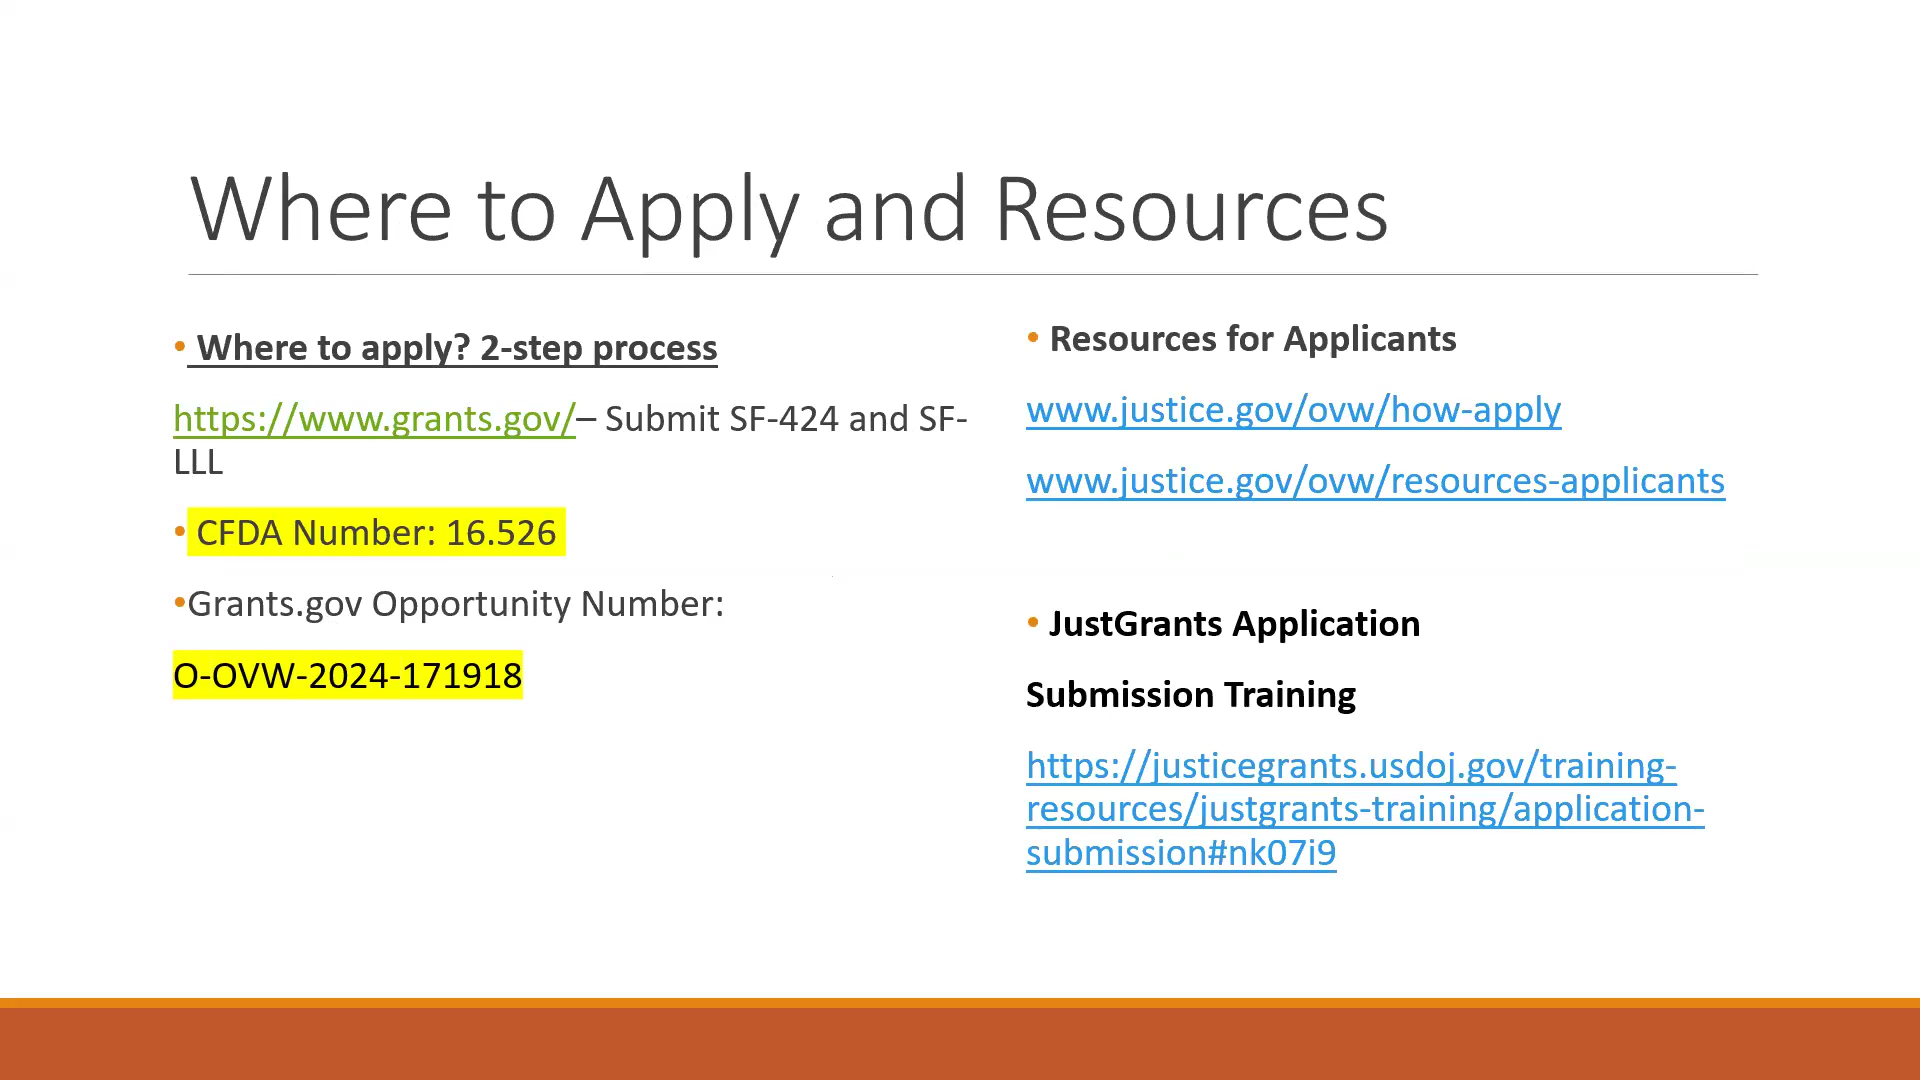 Where to Apply and Resources
• Where to apply? 2-step process
https://www.grants.gov/– Submit SF-424 and SF-
LLL
• CFDA Number: 16.526
•Grants.gov Opportunity Number:
O-OVW-2024-171918
• Resources for Applicants
www.justice.gov/ovw/how-apply
www.justice.gov/ovw/resources-applicants
• JustGrants Application
Submission Training
https://justicegrants.usdoj.gov/training-
resources/justgrants-training/application-
submission#nk07i9